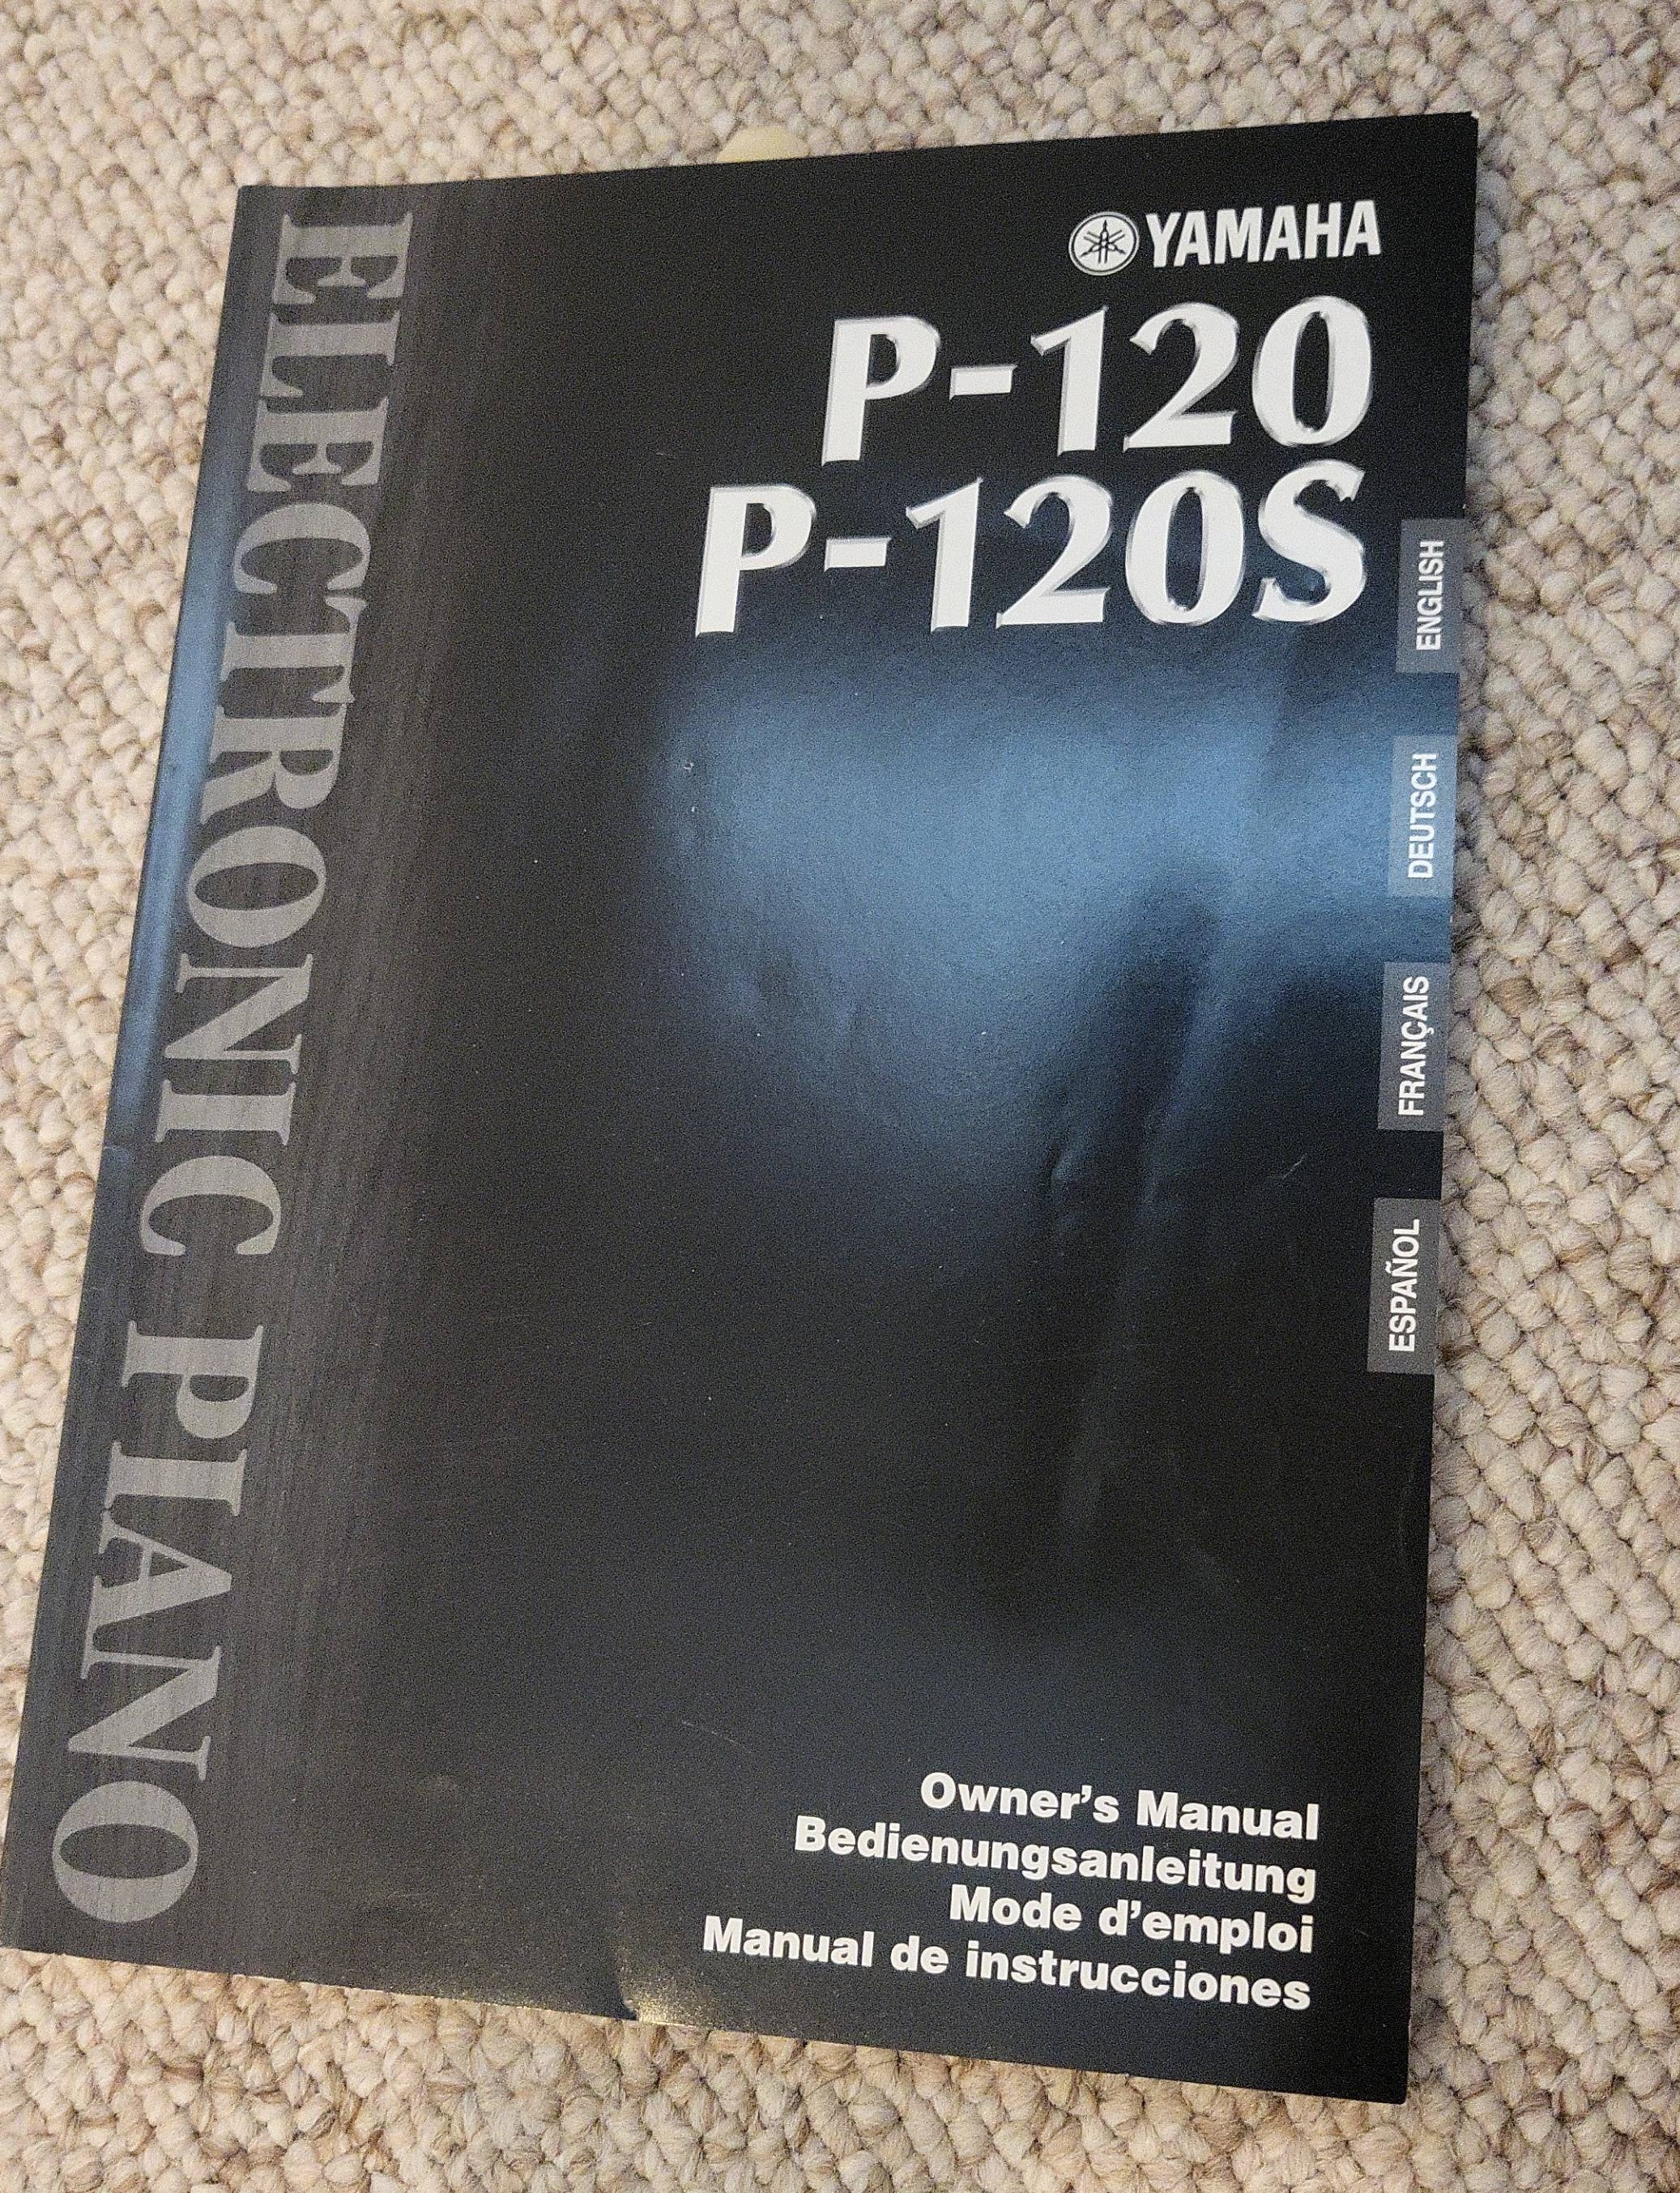 YAMAHA
P-120
P-120S
ELECTRONIC PIANO
ENGLISH
DEUTSCH
FRANÇAIS
ESPAÑOL
Owner's Manual
Bedienungsanleitung
Mode d'emploi
Manual de instrucciones